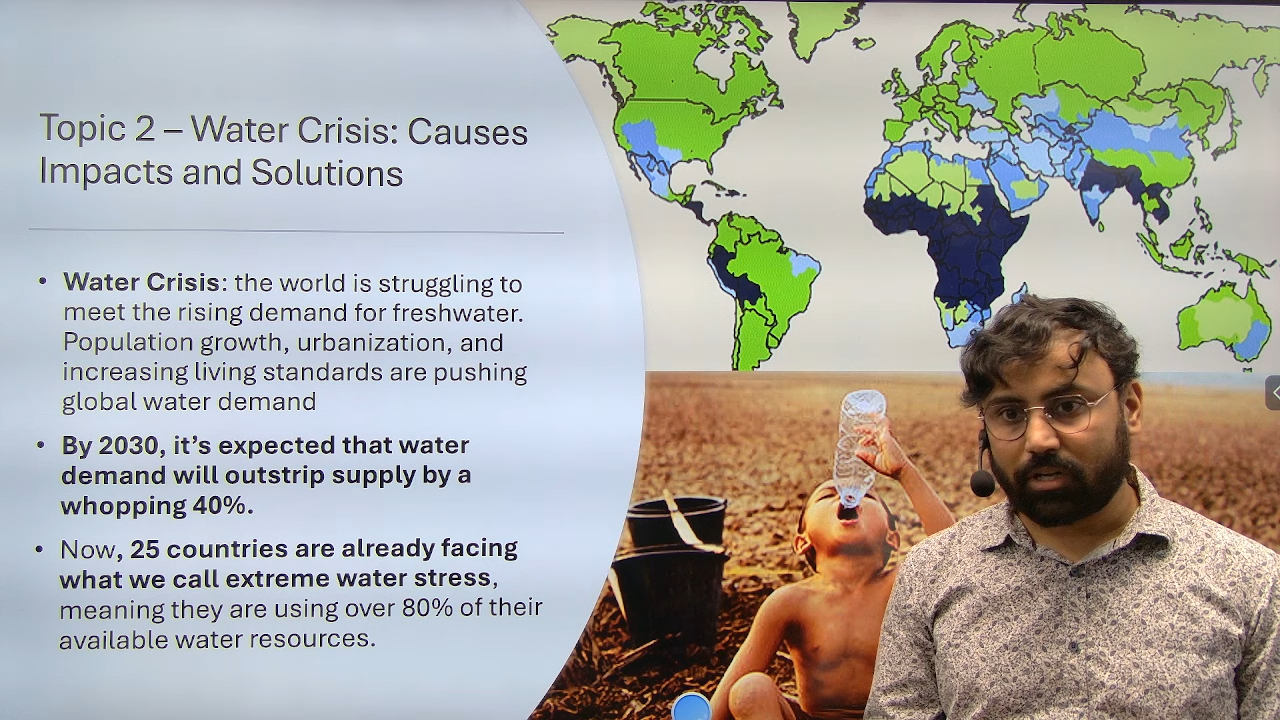 Topic 2 – Water Crisis: Causes
Impacts and Solutions
• Water Crisis: the world is struggling to
meet the rising demand for freshwater.
Population growth, urbanization, and
increasing living standards are pushing
global water demand
• By 2030, it’s expected that water
demand will outstrip supply by a
whopping 40%.
• Now, 25 countries are already facing
what we call extreme water stress,
meaning they are using over 80% of their
available water resources.